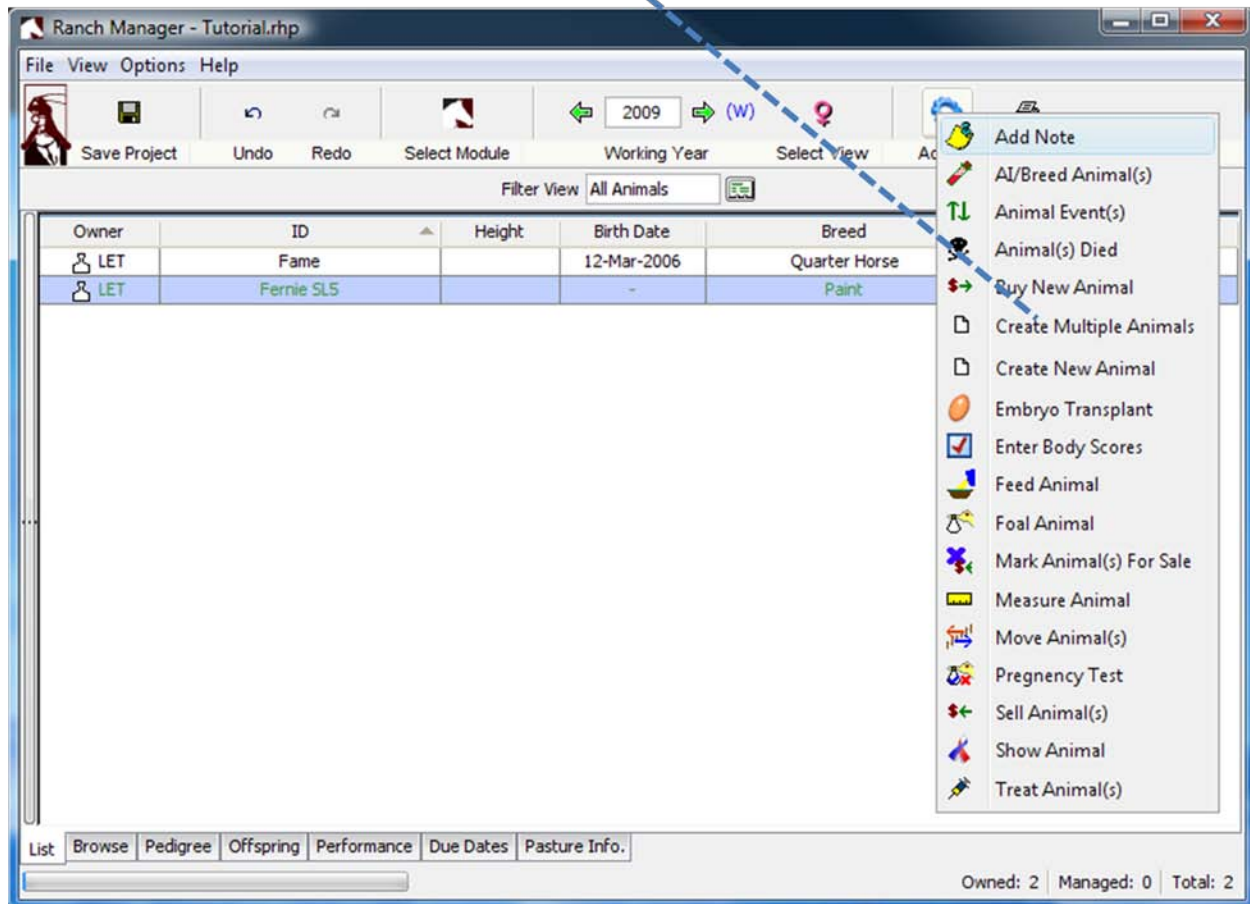 Ranch Manager - Tutorial.rhp
File View Options Help
2009 (W)
Save Project Undo Redo Select Module Working Year Select View Ac
Filter View All Animals
Owner ID Height Birth Date Breed
LET Fame 12-Mar-2006 Quarter Horse
LET Fernie SL5 - Paint
Add Note
AI/Breed Animal(s)
Animal Event(s)
Animal(s) Died
Buy New Animal
Create Multiple Animals
Create New Animal
Embryo Transplant
Enter Body Scores
Feed Animal
Foal Animal
Mark Animal(s) For Sale
Measure Animal
Move Animal(s)
Pregnency Test
Sell Animal(s)
Show Animal
Treat Animal(s)
List Browse Pedigree Offspring Performance Due Dates Pasture Info.
Owned: 2 Managed: 0 Total: 2